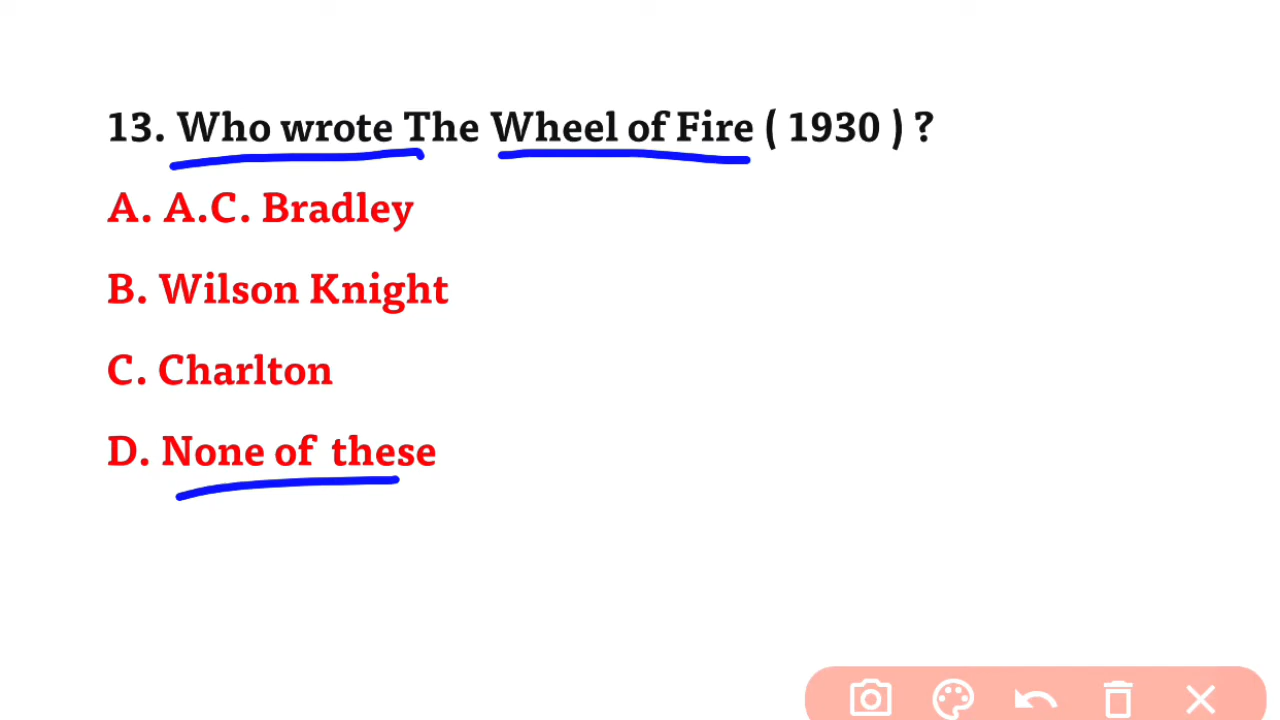 13. Who wrote The Wheel of Fire ( 1930 ) ?
A. A.C. Bradley
B. Wilson Knight
C. Charlton
D. None of these